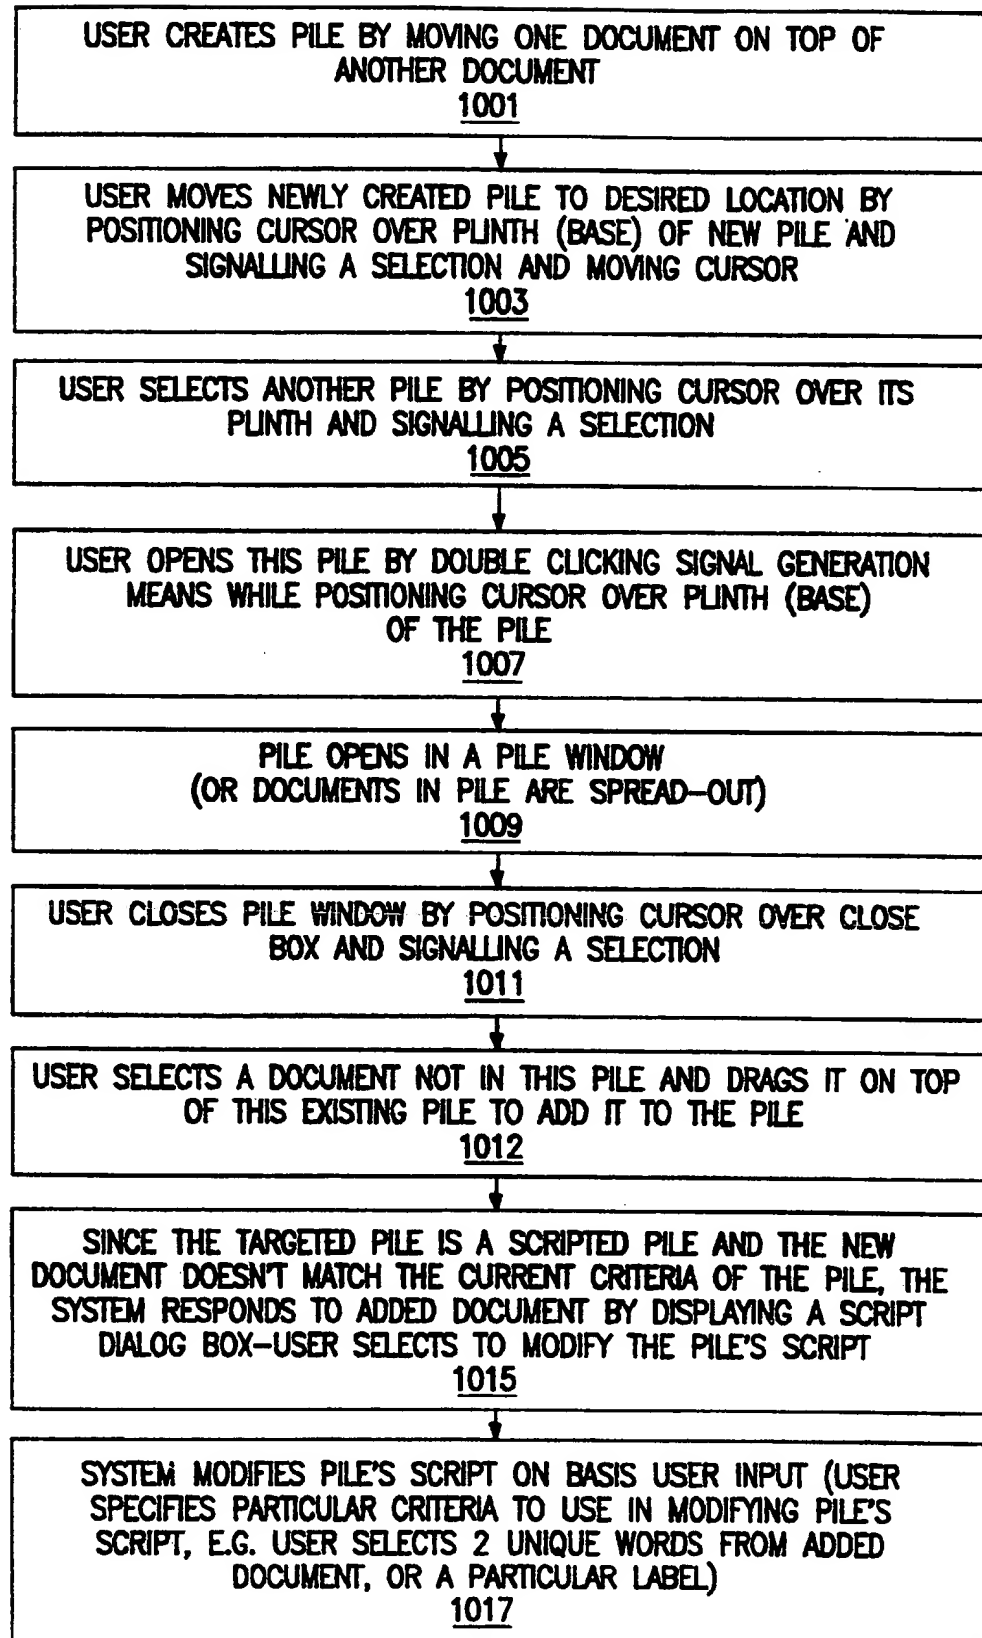 USER CREATES PILE BY MOVING ONE DOCUMENT ON TOP OF
ANOTHER DOCUMENT
1001
USER MOVES NEWLY CREATED PILE TO DESIRED LOCATION BY
POSITIONING CURSOR OVER PLINTH (BASE) OF NEW PILE AND
SIGNALLING A SELECTION AND MOVING CURSOR
1003
USER SELECTS ANOTHER PILE BY POSITIONING CURSOR OVER ITS
PLINTH AND SIGNALLING A SELECTION
1005
USER OPENS THIS PILE BY DOUBLE CLICKING SIGNAL GENERATION
MEANS WHILE POSITIONING CURSOR OVER PLINTH (BASE)
OF THE PILE
1007
PILE OPENS IN A PILE WINDOW
(OR DOCUMENTS IN PILE ARE SPREAD-OUT)
1009
USER CLOSES PILE WINDOW BY POSITIONING CURSOR OVER CLOSE
BOX AND SIGNALLING A SELECTION
1011
USER SELECTS A DOCUMENT NOT IN THIS PILE AND DRAGS IT ON TOP
OF THIS EXISTING PILE TO ADD IT TO THE PILE
1012
SINCE THE TARGETED PILE IS A SCRIPTED PILE AND THE NEW
DOCUMENT DOESN'T MATCH THE CURRENT CRITERIA OF THE PILE, THE
SYSTEM RESPONDS TO ADDED DOCUMENT BY DISPLAYING A SCRIPT
DIALOG BOX-USER SELECTS TO MODIFY THE PILE'S SCRIPT
1015
SYSTEM MODIFIES PILE'S SCRIPT ON BASIS USER INPUT (USER
SPECIFIES PARTICULAR CRITERIA TO USE IN MODIFYING PILE'S
SCRIPT, E.G. USER SELECTS 2 UNIQUE WORDS FROM ADDED
DOCUMENT, OR A PARTICULAR LABEL)
1017